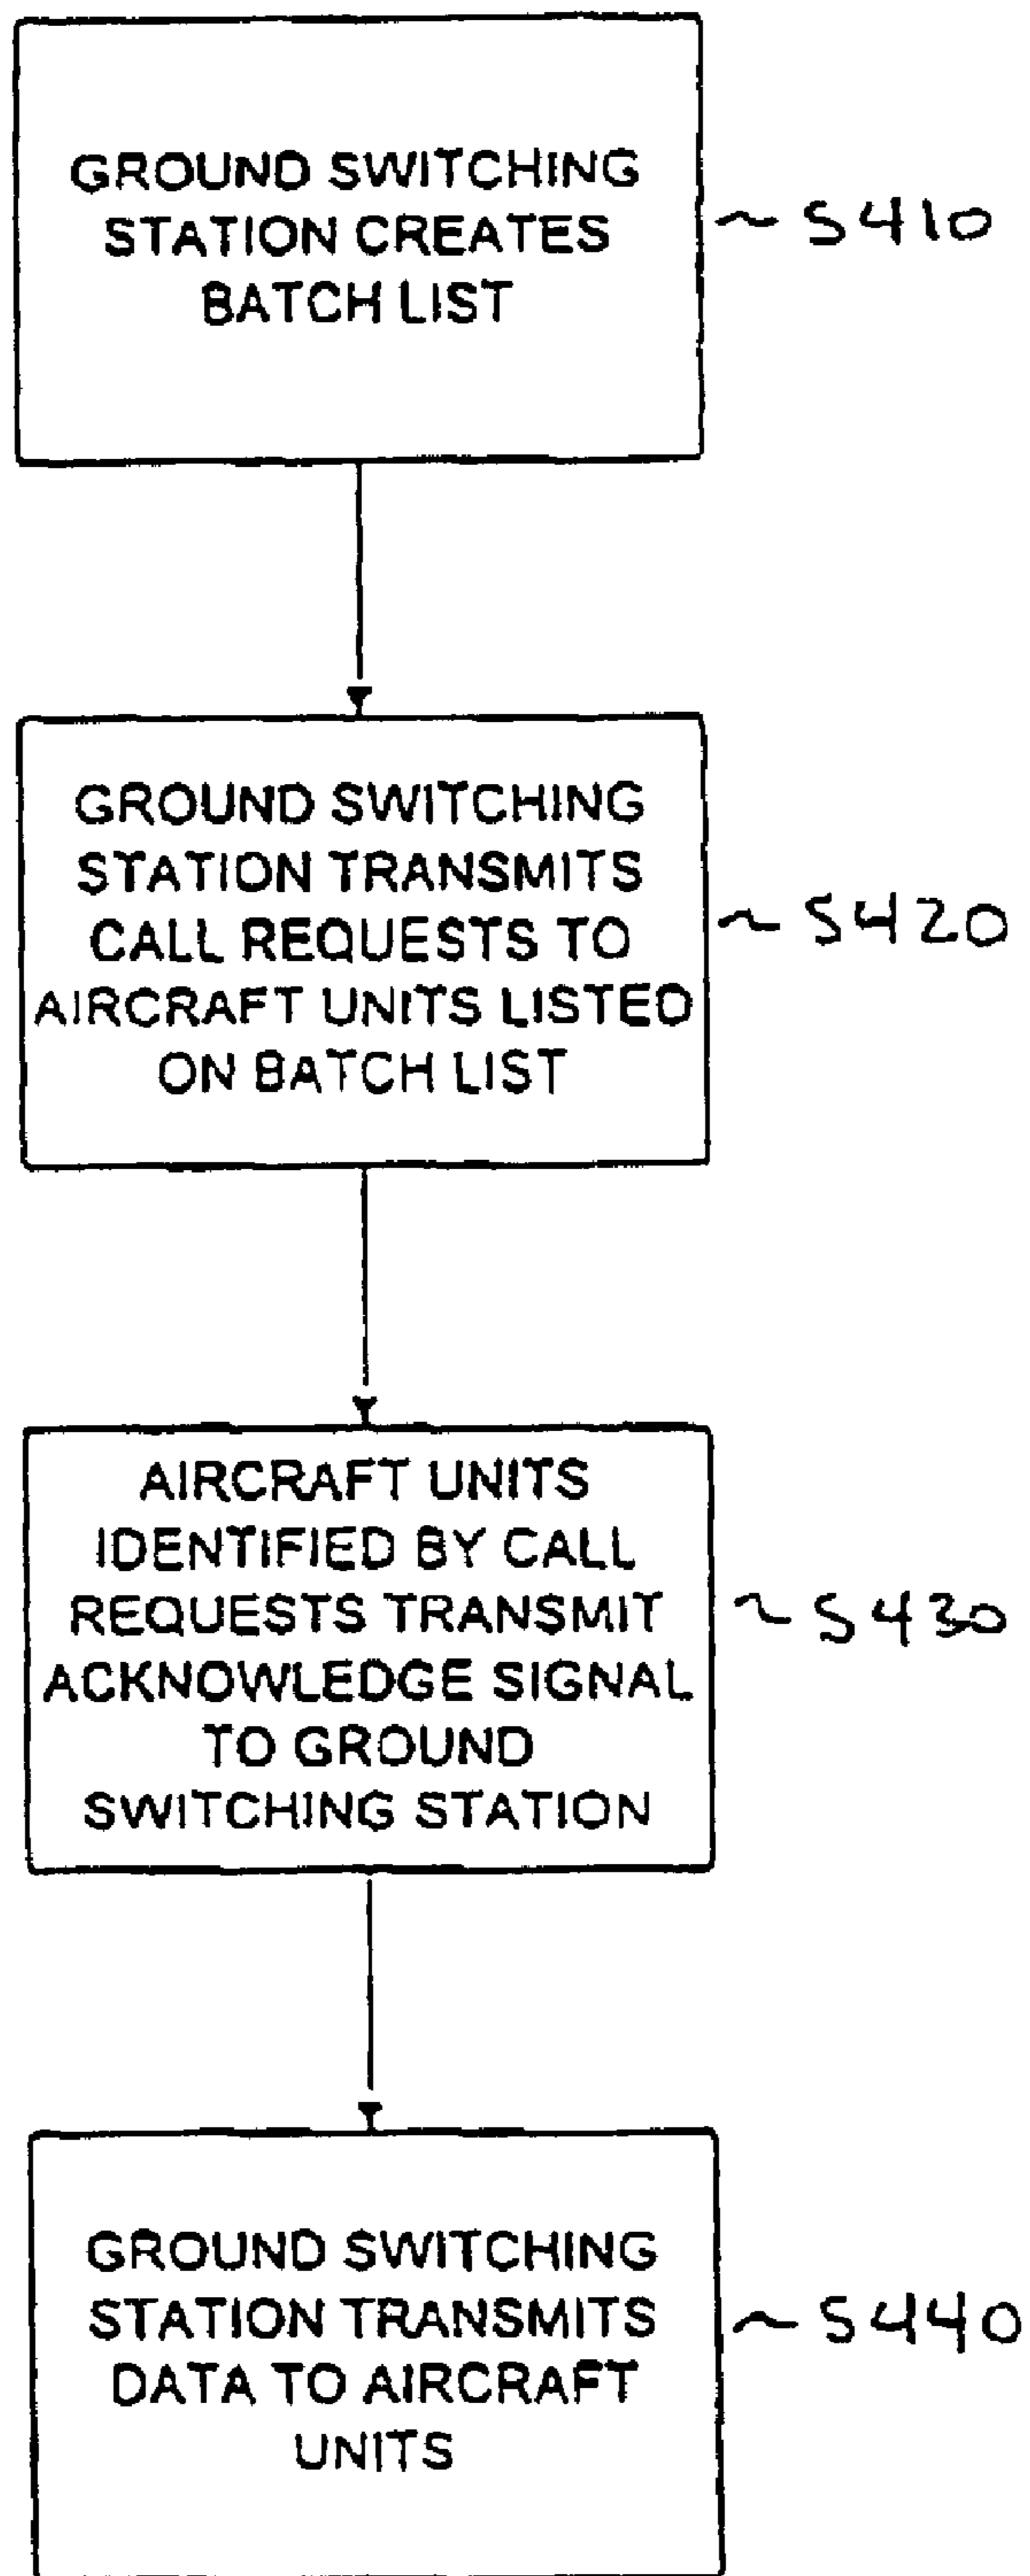 GROUND SWITCHING
STATION CREATES
BATCH LIST
~ S410
GROUND SWITCHING
STATION TRANSMITS
CALL REQUESTS TO
AIRCRAFT UNITS LISTED
ON BATCH LIST
~ S420
AIRCRAFT UNITS
IDENTIFIED BY CALL
REQUESTS TRANSMIT
ACKNOWLEDGE SIGNAL
TO GROUND
SWITCHING STATION
~ S430
GROUND SWITCHING
STATION TRANSMITS
DATA TO AIRCRAFT
UNITS
~ S440